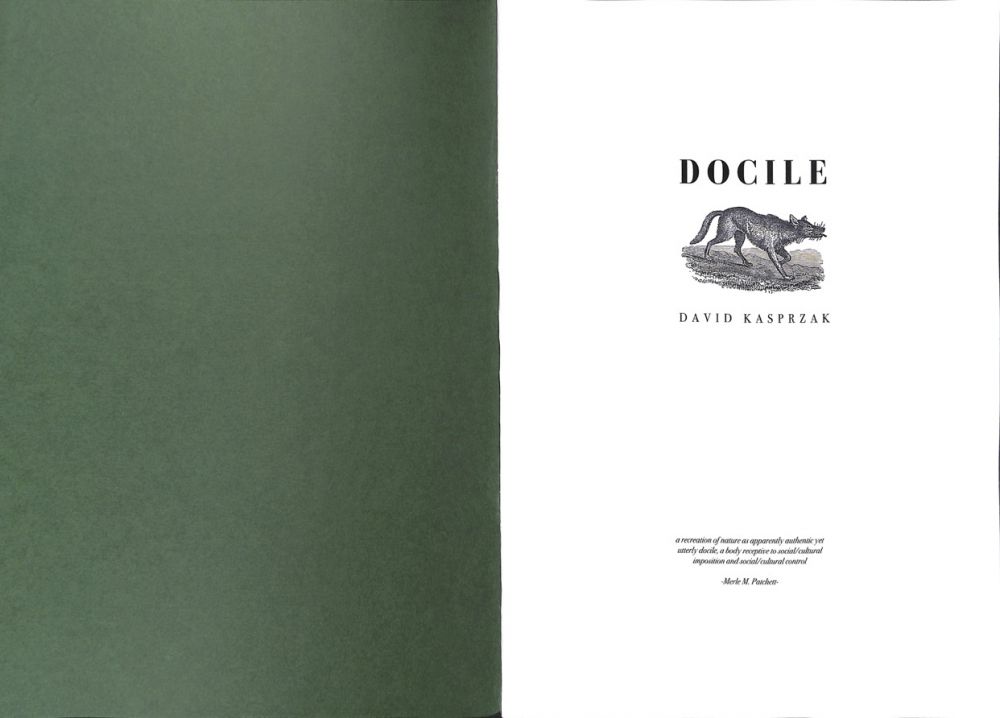 DOCILE
DAVID KASPRZAK
a recreation of nature as apparently authentic yet
utterly docile, a body receptive to social/cultural
imposition and social/cultural control
-Merle M. Patchett-